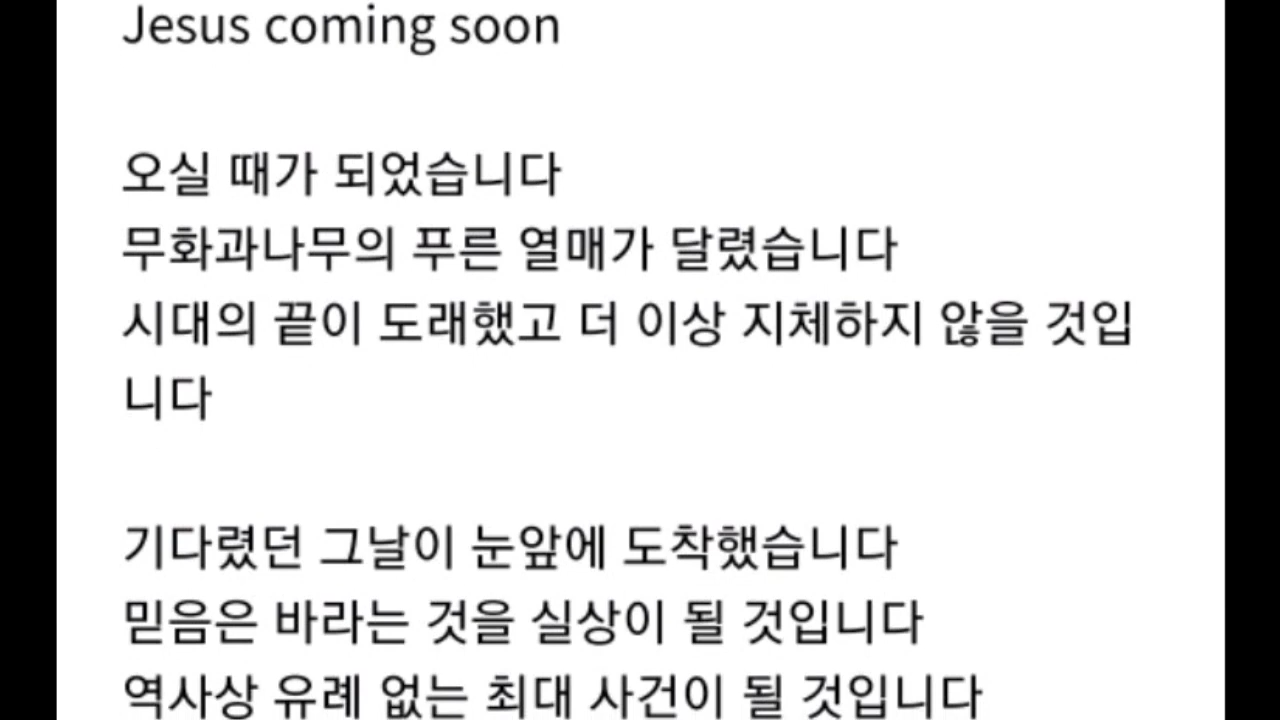 Jesus coming soon
오실 때가 되었습니다
무화과나무의 푸른 열매가 달렸습니다
시대의 끝이 도래했고 더 이상 지체하지 않을 것입
니다
기다렸던 그날이 눈앞에 도착했습니다
믿음은 바라는 것을 실상이 될 것입니다
역사상 유례 없는 최대 사건이 될 것입니다